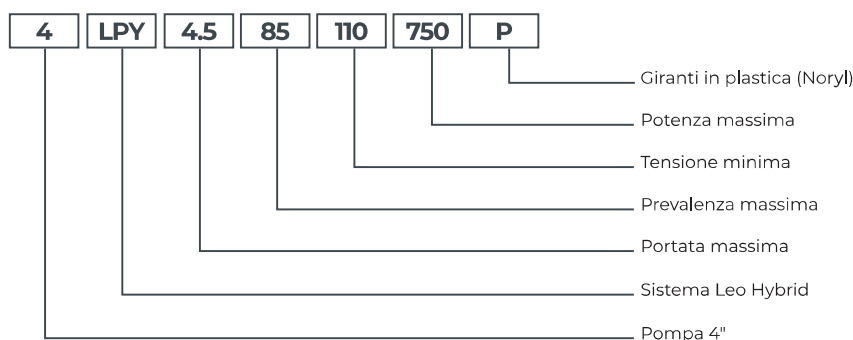 4 LPY 4.5 85 110 750 P
Giranti in plastica (Noryl)
Potenza massima
Tensione minima
Prevalenza massima
Portata massima
Sistema Leo Hybrid
Pompa 4"